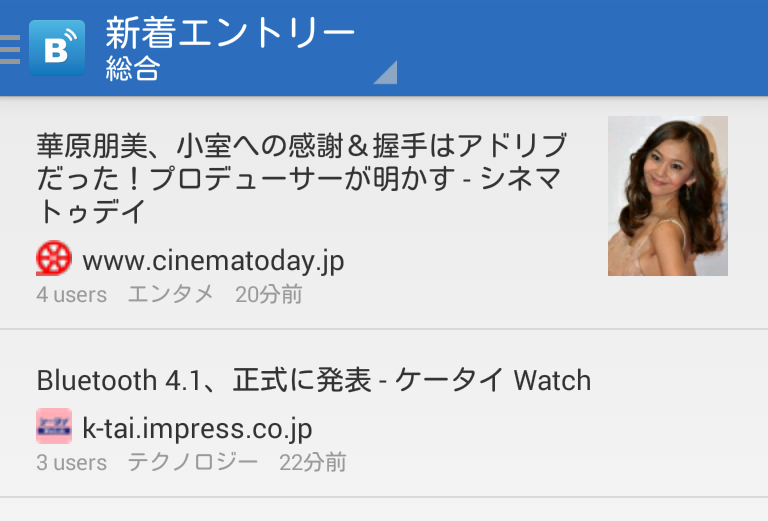 B
新着エントリー
総合
華原朋美、小室への感謝＆握手はアドリブ
だった！プロデューサーが明かす - シネマ
トゥデイ
www.cinematoday.jp
4 users エンタメ 20分前
Bluetooth 4.1、正式に発表 - ケータイ Watch
k-tai.impress.co.jp
3 users テクノロジー 22分前